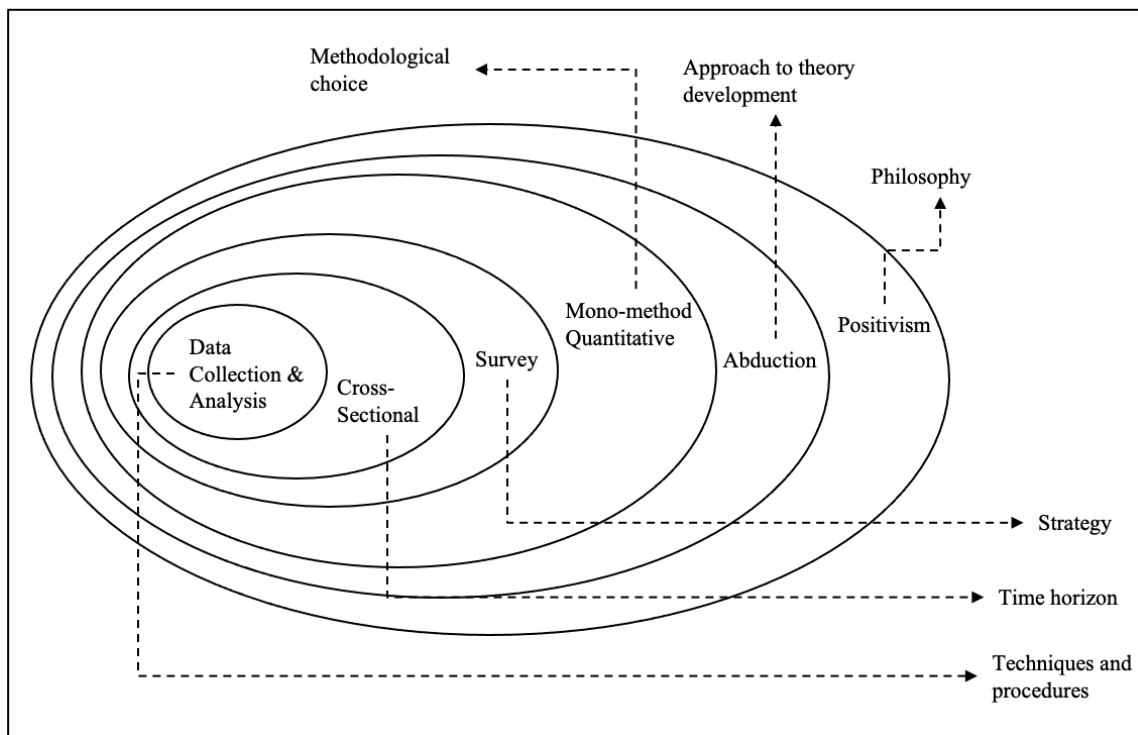 Methodological
choice
Approach to theory
development
Philosophy
Mono-method
Quantitative
Positivism
Survey
Abduction
Data
Collection &
Analysis
Cross-
Sectional
Strategy
Time horizon
Techniques and
procedures